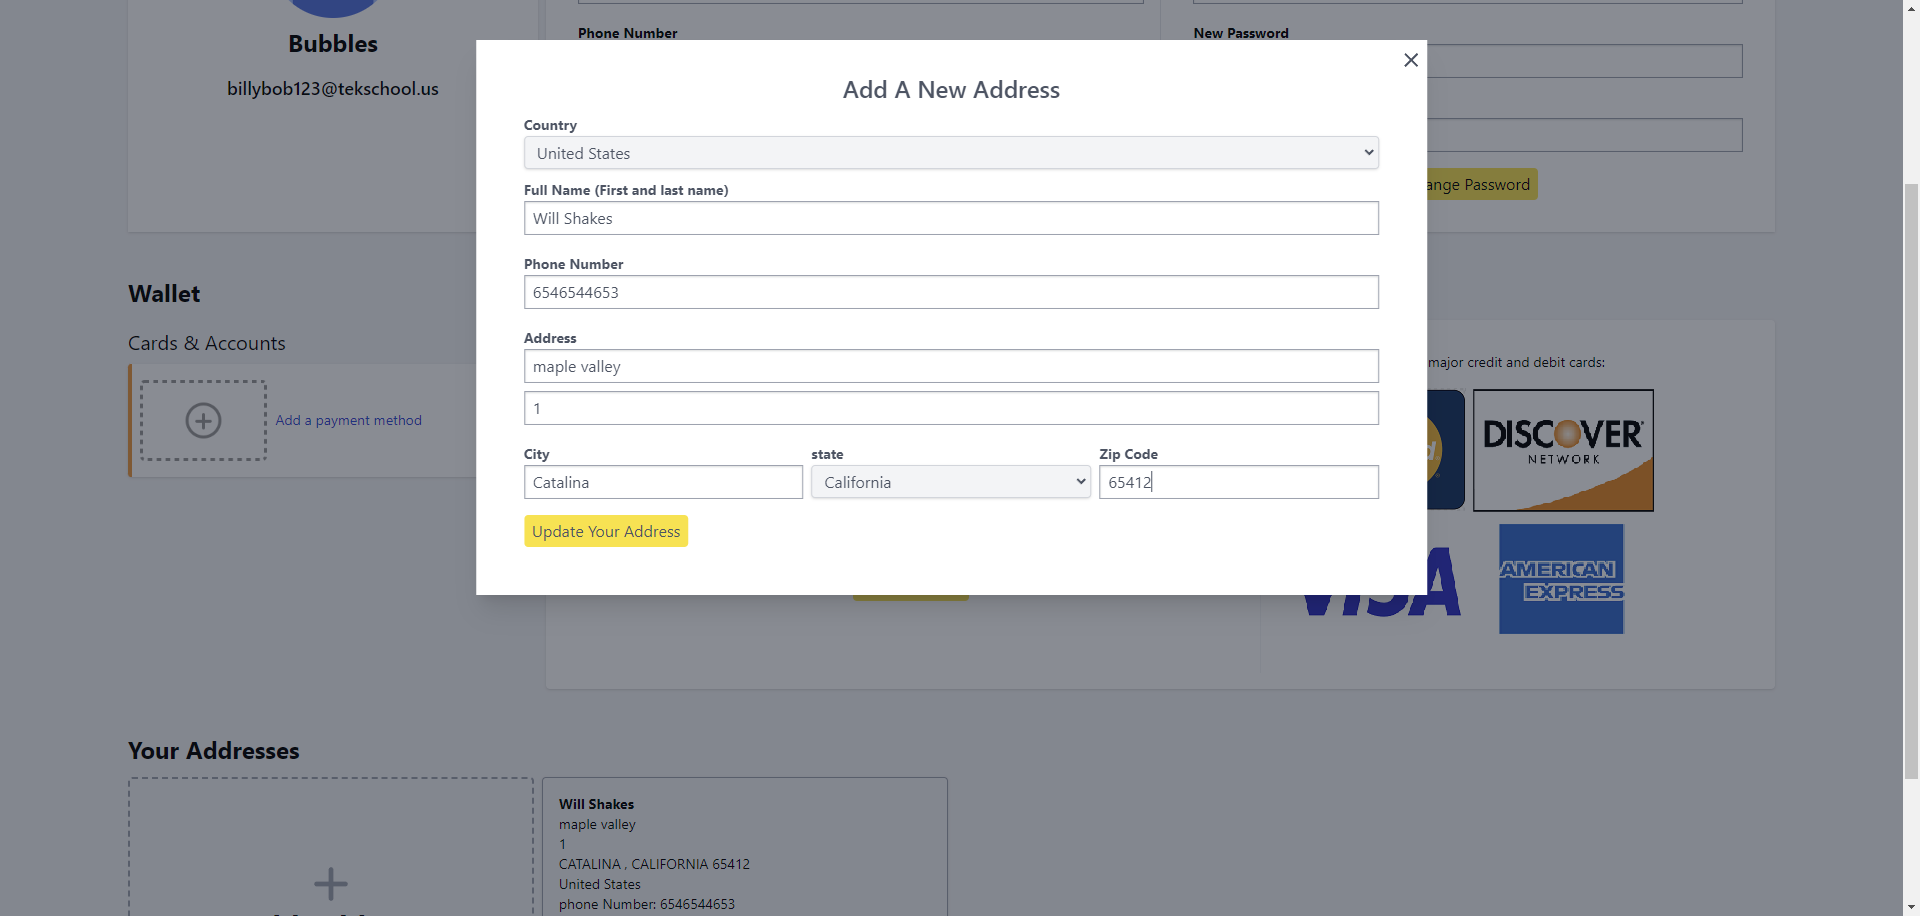 Bubbles
billybob123@tekschool.us
Phone Number
New Password
ange Password
Add A New Address
Country
United States
Full Name (First and last name)
Will Shakes
Phone Number
6546544653
Address
maple valley
1
City
state
Zip Code
Catalina
California
65412
Update Your Address
Wallet
Cards & Accounts
Add a payment method
major credit and debit cards:
DISCOVER
NETWORK
VISA
AMERICAN
EXPRESS
Your Addresses
Will Shakes
maple valley
1
CATALINA , CALIFORNIA 65412
United States
phone Number: 6546544653